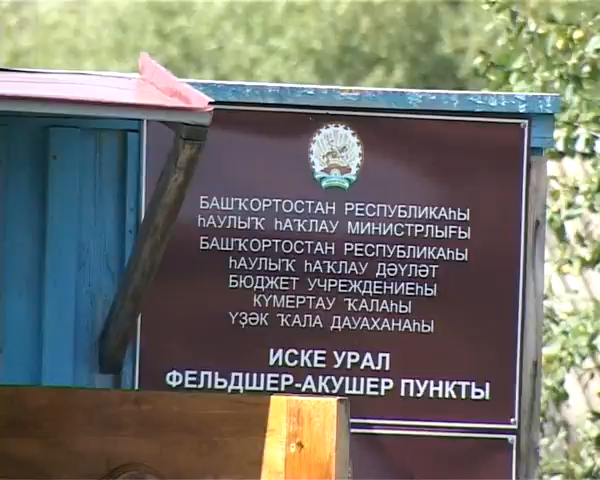 БАШҠОРТОСТАН РЕСПУБЛИКАҺЫ
ҺАУЛЫҠ ҺАҠЛАУ МИНИСТРЛЫҒЫ
БАШҠОРТОСТАН РЕСПУБЛИКАҺЫ
ҺАУЛЫҠ ҺАҠЛАУ ДӘҮЛӘТ
БЮДЖЕТ УЧРЕЖДЕНИЕҺЫ
КҮМЕРТАУ ҠАЛАҺЫ
ҮҘӘК ҠАЛА ДАУАХАНАҺЫ
ИСКЕ УРАЛ
ФЕЛЬДШЕР-АКУШЕР ПУНКТЫ